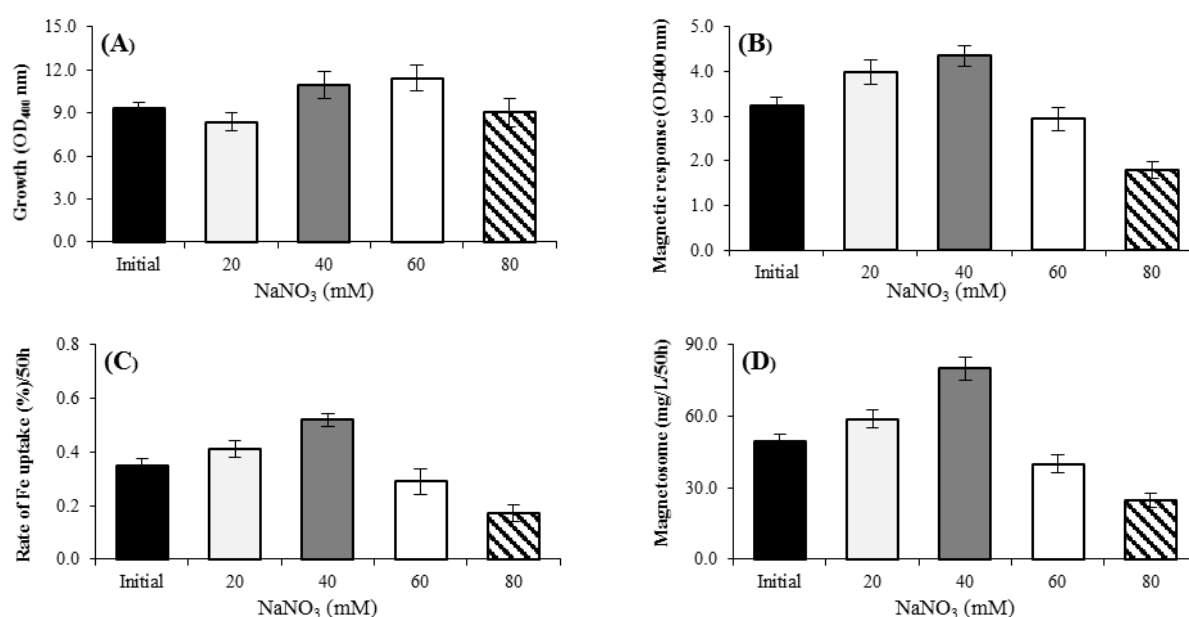 (A)
Growth (OD₄₀₀ nm)
15.0
12.0
9.0
6.0
3.0
0.0
Initial 20 40 60 80
NaNO₃ (mM)
(B)
Magnetic response (OD400 nm)
5.0
4.0
3.0
2.0
1.0
0.0
Initial 20 40 60 80
NaNO₃ (mM)
(C)
Rate of Fe uptake (%)/50h
0.8
0.6
0.4
0.2
0.0
Initial 20 40 60 80
NaNO₃ (mM)
(D)
Magnetosome (mg/L/50h)
90.0
60.0
30.0
0.0
Initial 20 40 60 80
NaNO₃ (mM)